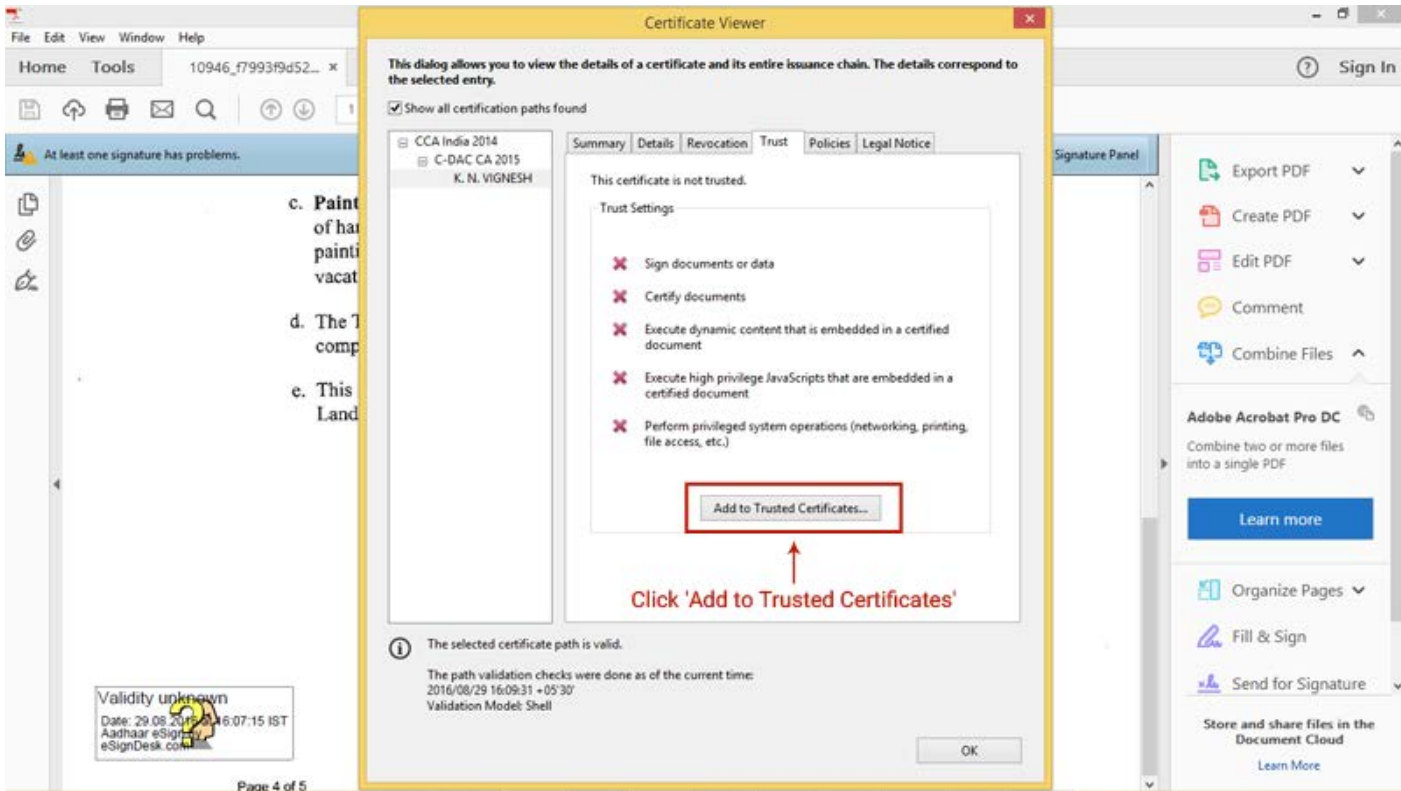 Certificate Viewer
File Edit View Window Help
Home Tools 10946_f7993f9d52... ×
Sign In
1
At least one signature has problems.
Signature Panel
c. Paint
of har
painti
vacat
d. The T
comp
e. This
Land
Validity unknown
Date: 29.08.2016 16:07:15 IST
Aadhaar eSign by
eSignDesk.com
Page 4 of 5
This dialog allows you to view the details of a certificate and its entire issuance chain. The details correspond to
the selected entry.
Show all certification paths found
CCA India 2014
C-DAC CA 2015
K. N. VIGNESH
Summary Details Revocation Trust Policies Legal Notice
This certificate is not trusted.
Trust Settings
Sign documents or data
Certify documents
Execute dynamic content that is embedded in a certified
document
Execute high privilege JavaScripts that are embedded in a
certified document
Perform privileged system operations (networking, printing,
file access, etc.)
Add to Trusted Certificates...
Click 'Add to Trusted Certificates'
The selected certificate path is valid.
The path validation checks were done as of the current time:
2016/08/29 16:09:31 +05'30'
Validation Model: Shell
OK
Export PDF
Create PDF
Edit PDF
Comment
Combine Files
Adobe Acrobat Pro DC
Combine two or more files
into a single PDF
Learn more
Organize Pages
Fill & Sign
Send for Signature
Store and share files in the
Document Cloud
Learn More